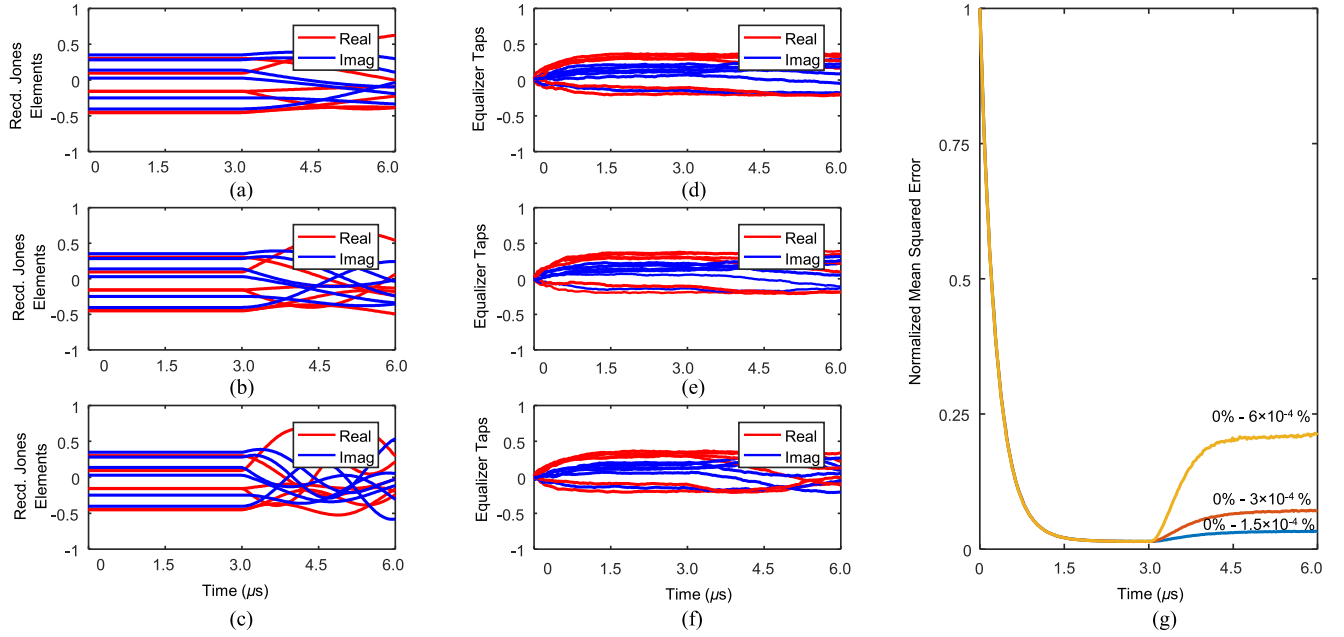 Recd. Jones
Elements
1
0.5
0
-0.5
-1
0
1.5
3.0
4.5
6.0
Real
Imag
(a)
Equalizer Taps
1
0.5
0
-0.5
-1
0
1.5
3.0
4.5
6.0
Real
Imag
(d)
Recd. Jones
Elements
1
0.5
0
-0.5
-1
0
1.5
3.0
4.5
6.0
Real
Imag
(b)
Equalizer Taps
1
0.5
0
-0.5
-1
0
1.5
3.0
4.5
6.0
Real
Imag
(e)
Recd. Jones
Elements
1
0.5
0
-0.5
-1
0
1.5
3.0
4.5
6.0
Real
Imag
Time (μs)
(c)
Equalizer Taps
1
0.5
0
-0.5
-1
0
1.5
3.0
4.5
6.0
Real
Imag
Time (μs)
(f)
Normalized Mean Squared Error
1
0.75
0.5
0.25
0
0% - 6×10⁻⁴ %
0% - 3×10⁻⁴ %
0% - 1.5×10⁻⁴ %
0
1.5
3.0
4.5
6.0
Time (μs)
(g)